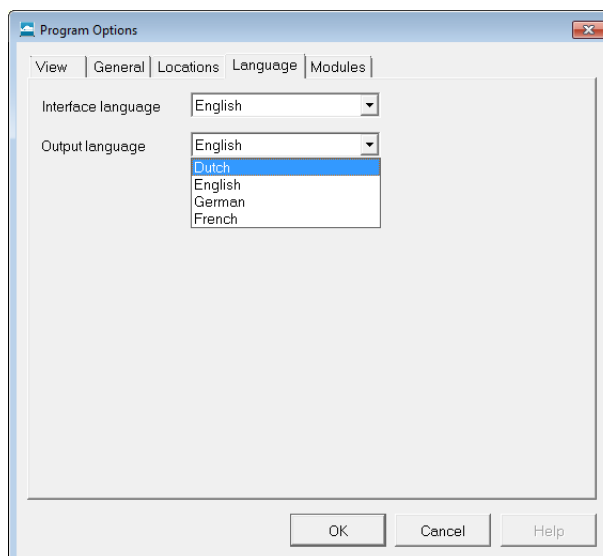 Program Options
View General Locations Language Modules
Interface language English
Output language English
Dutch
English
German
French
OK Cancel Help